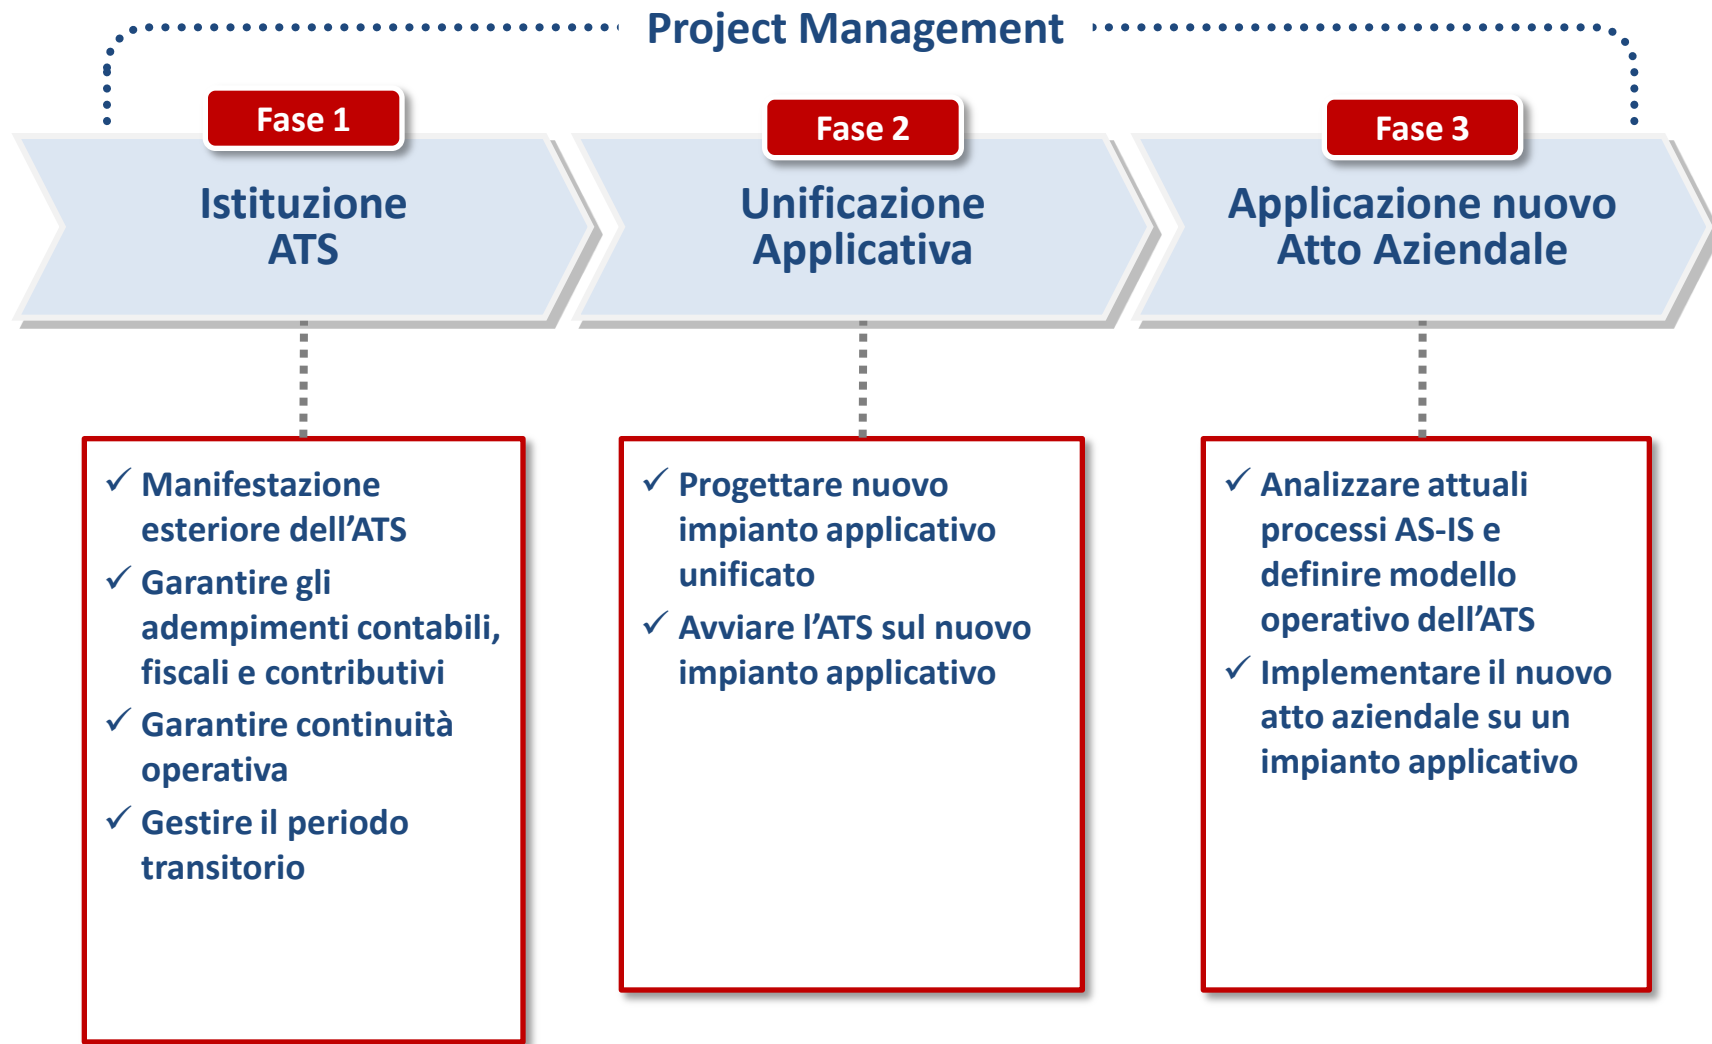 Project Management
Fase 1
Istituzione
ATS
Fase 2
Unificazione
Applicativa
Fase 3
Applicazione nuovo
Atto Aziendale
✓ Manifestazione
esteriore dell’ATS
✓ Garantire gli
adempimenti contabili,
fiscali e contributivi
✓ Garantire continuità
operativa
✓ Gestire il periodo
transitorio
✓ Progettare nuovo
impianto applicativo
unificato
✓ Avviare l’ATS sul nuovo
impianto applicativo
✓ Analizzare attuali
processi AS-IS e
definire modello
operativo dell’ATS
✓ Implementare il nuovo
atto aziendale su un
impianto applicativo